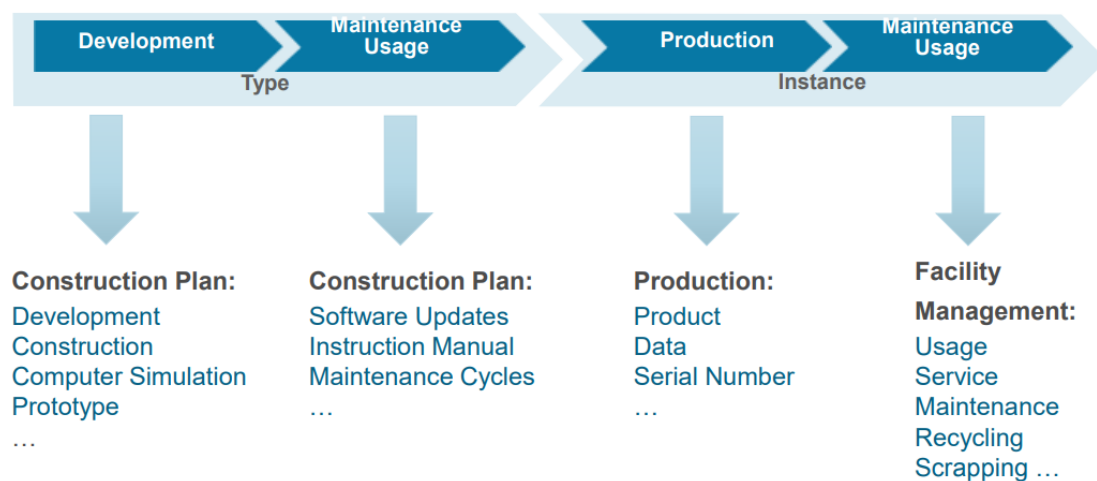 Development
Maintenance
Usage
Production
Maintenance
Usage
Type
Instance
Construction Plan:
Development
Construction
Computer Simulation
Prototype
…
Construction Plan:
Software Updates
Instruction Manual
Maintenance Cycles
…
Production:
Product
Data
Serial Number
…
Facility
Management:
Usage
Service
Maintenance
Recycling
Scrapping …